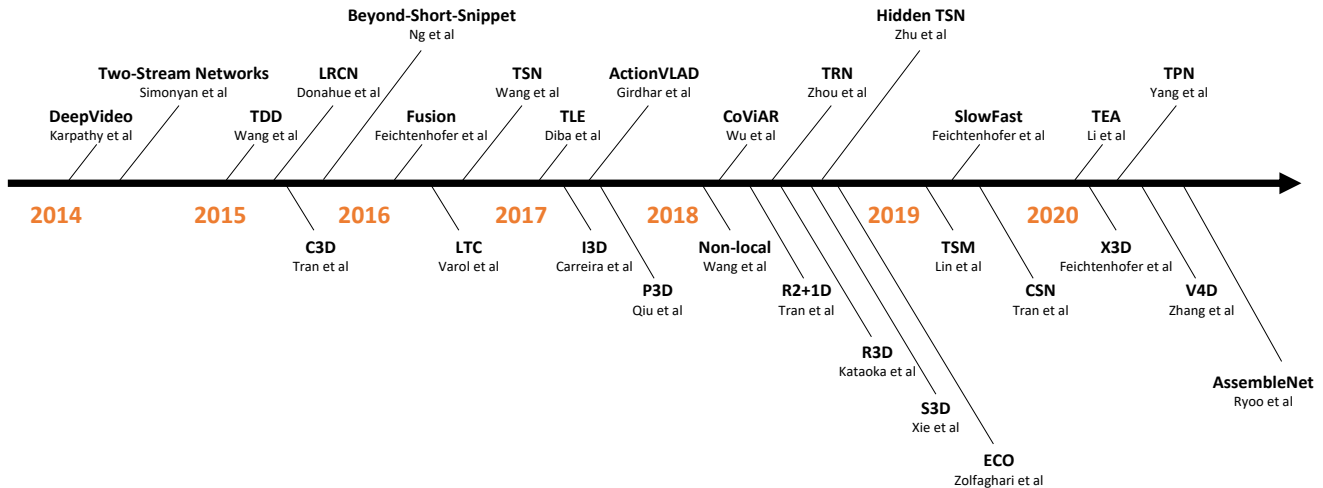 Beyond-Short-Snippet
Ng et al
Hidden TSN
Zhu et al
Two-Stream Networks
Simonyan et al
LRCN
Donahue et al
TSN
Wang et al
ActionVLAD
Girdhar et al
TRN
Zhou et al
TPN
Yang et al
DeepVideo
Karpathy et al
TDD
Wang et al
Fusion
Feichtenhofer et al
TLE
Diba et al
CoViAR
Wu et al
SlowFast
Feichtenhofer et al
TEA
Li et al
2014
2015
2016
2017
2018
2019
2020
C3D
Tran et al
LTC
Varol et al
I3D
Carreira et al
Non-local
Wang et al
TSM
Lin et al
X3D
Feichtenhofer et al
P3D
Qiu et al
R2+1D
Tran et al
CSN
Tran et al
V4D
Zhang et al
R3D
Kataoka et al
AssembleNet
Ryoo et al
S3D
Xie et al
ECO
Zolfaghari et al